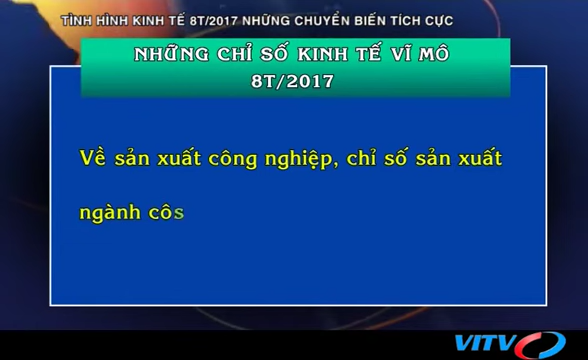 TÌNH HÌNH KINH TẾ 8T/2017 NHỮNG CHUYỂN BIẾN TÍCH CỰC
NHỮNG CHỈ SỐ KINH TẾ VĨ MÔ
8T/2017
Về sản xuất công nghiệp, chỉ số sản xuất
ngành côs
VITV